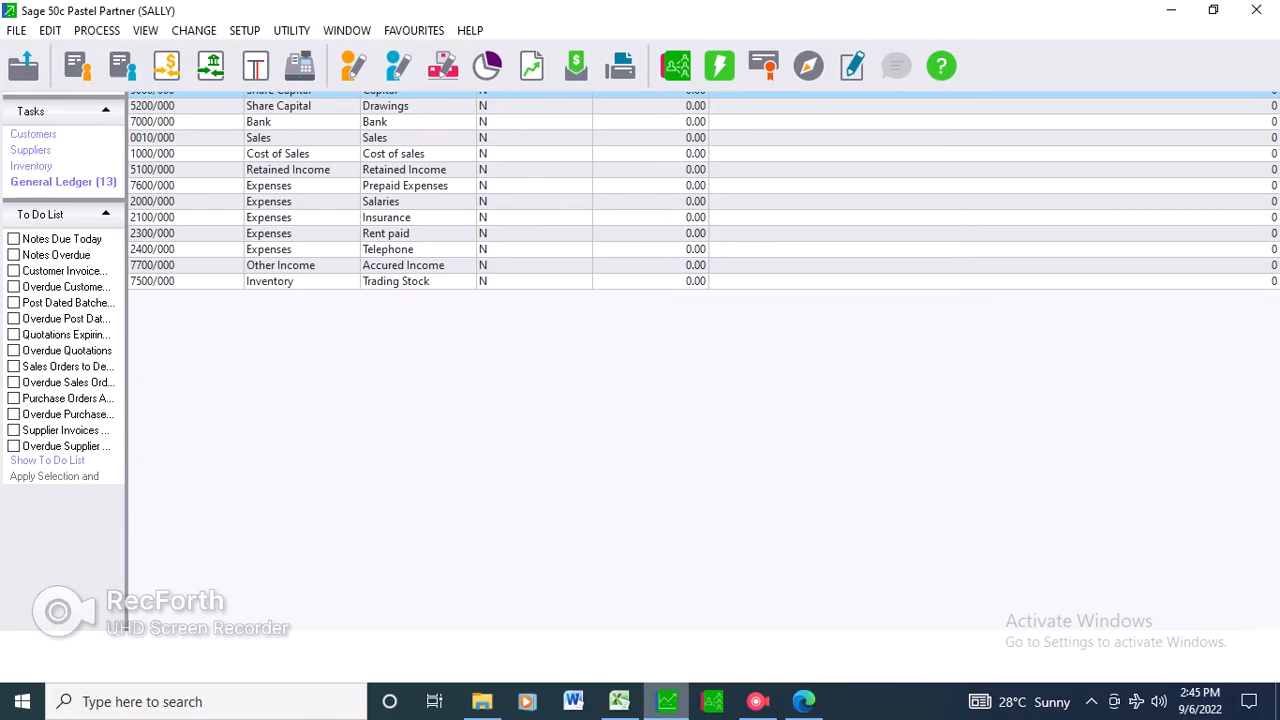 Sage 50c Pastel Partner (SALLY)
FILE EDIT PROCESS VIEW CHANGE SETUP UTILITY WINDOW FAVOURITES HELP
Tasks
Customers
Suppliers
Inventory
General Ledger (13)
To Do List
Notes Due Today
Notes Overdue
Customer Invoice...
Overdue Custome...
Post Dated Batche...
Overdue Post Dat...
Quotations Expirin...
Overdue Quotations
Sales Orders to De...
Overdue Sales Ord...
Purchase Orders A...
Overdue Purchase...
Supplier Invoices ...
Overdue Supplier ...
Show To Do List
Apply Selection and
5200/000 Share Capital Drawings N 0.00 0
7000/000 Bank Bank N 0.00 0
0010/000 Sales Sales N 0.00 0
1000/000 Cost of Sales Cost of sales N 0.00 0
5100/000 Retained Income Retained Income N 0.00 0
7600/000 Expenses Prepaid Expenses N 0.00 0
2000/000 Expenses Salaries N 0.00 0
2100/000 Expenses Insurance N 0.00 0
2300/000 Expenses Rent paid N 0.00 0
2400/000 Expenses Telephone N 0.00 0
7700/000 Other Income Accured Income N 0.00 0
7500/000 Inventory Trading Stock N 0.00 0
RecForth
UHD Screen Recorder
Activate Windows
Go to Settings to activate Windows.
Type here to search
28°C Sunny
2:45 PM
9/6/2022